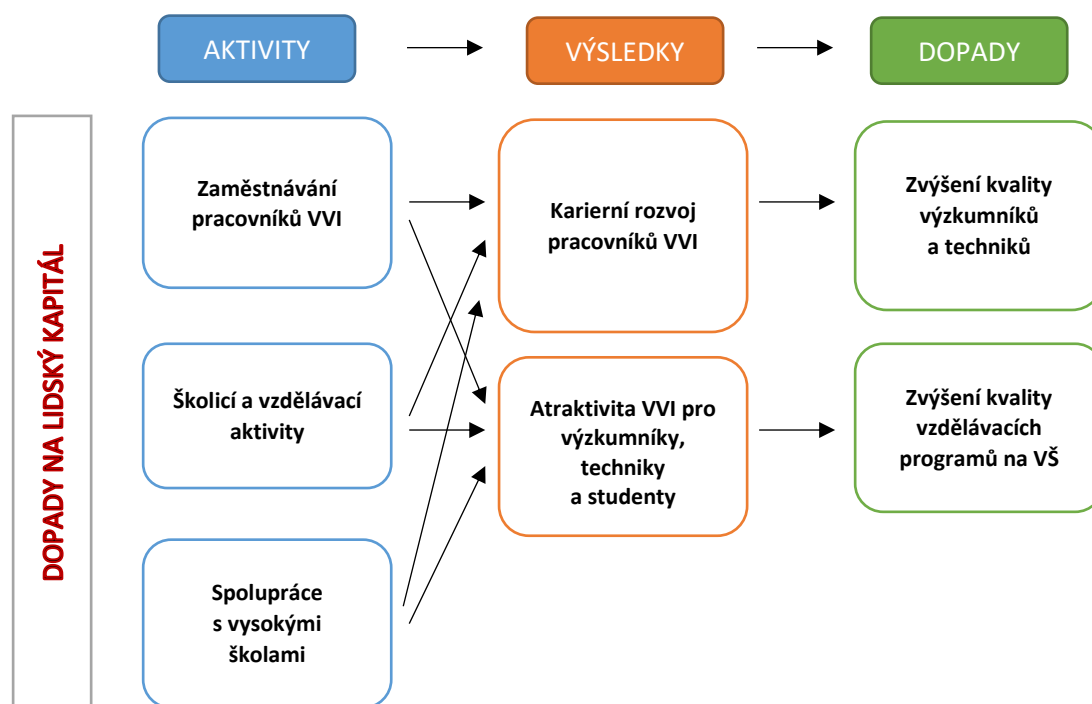 AKTIVITY
VÝSLEDKY
DOPADY
DOPADY NA LIDSKÝ KAPITÁL
Zaměstnávání
pracovníků VVI
Karierní rozvoj
pracovníků VVI
Zvýšení kvality
výzkumníků
a techniků
Školicí a vzdělávací
aktivity
Atraktivita VVI pro
výzkumníky,
techniky
a studenty
Zvýšení kvality
vzdělávacích
programů na VŠ
Spolupráce
s vysokými
školami